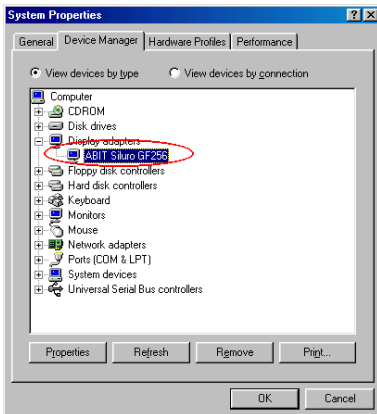 System Properties
General Device Manager Hardware Profiles Performance
View devices by type View devices by connection
Computer
CDROM
Disk drives
Display adapters
ABIT Siluro GF256
Floppy disk controllers
Hard disk controllers
Keyboard
Monitors
Mouse
Network adapters
Ports (COM & LPT)
System devices
Universal Serial Bus controllers
Properties Refresh Remove Print...
OK Cancel